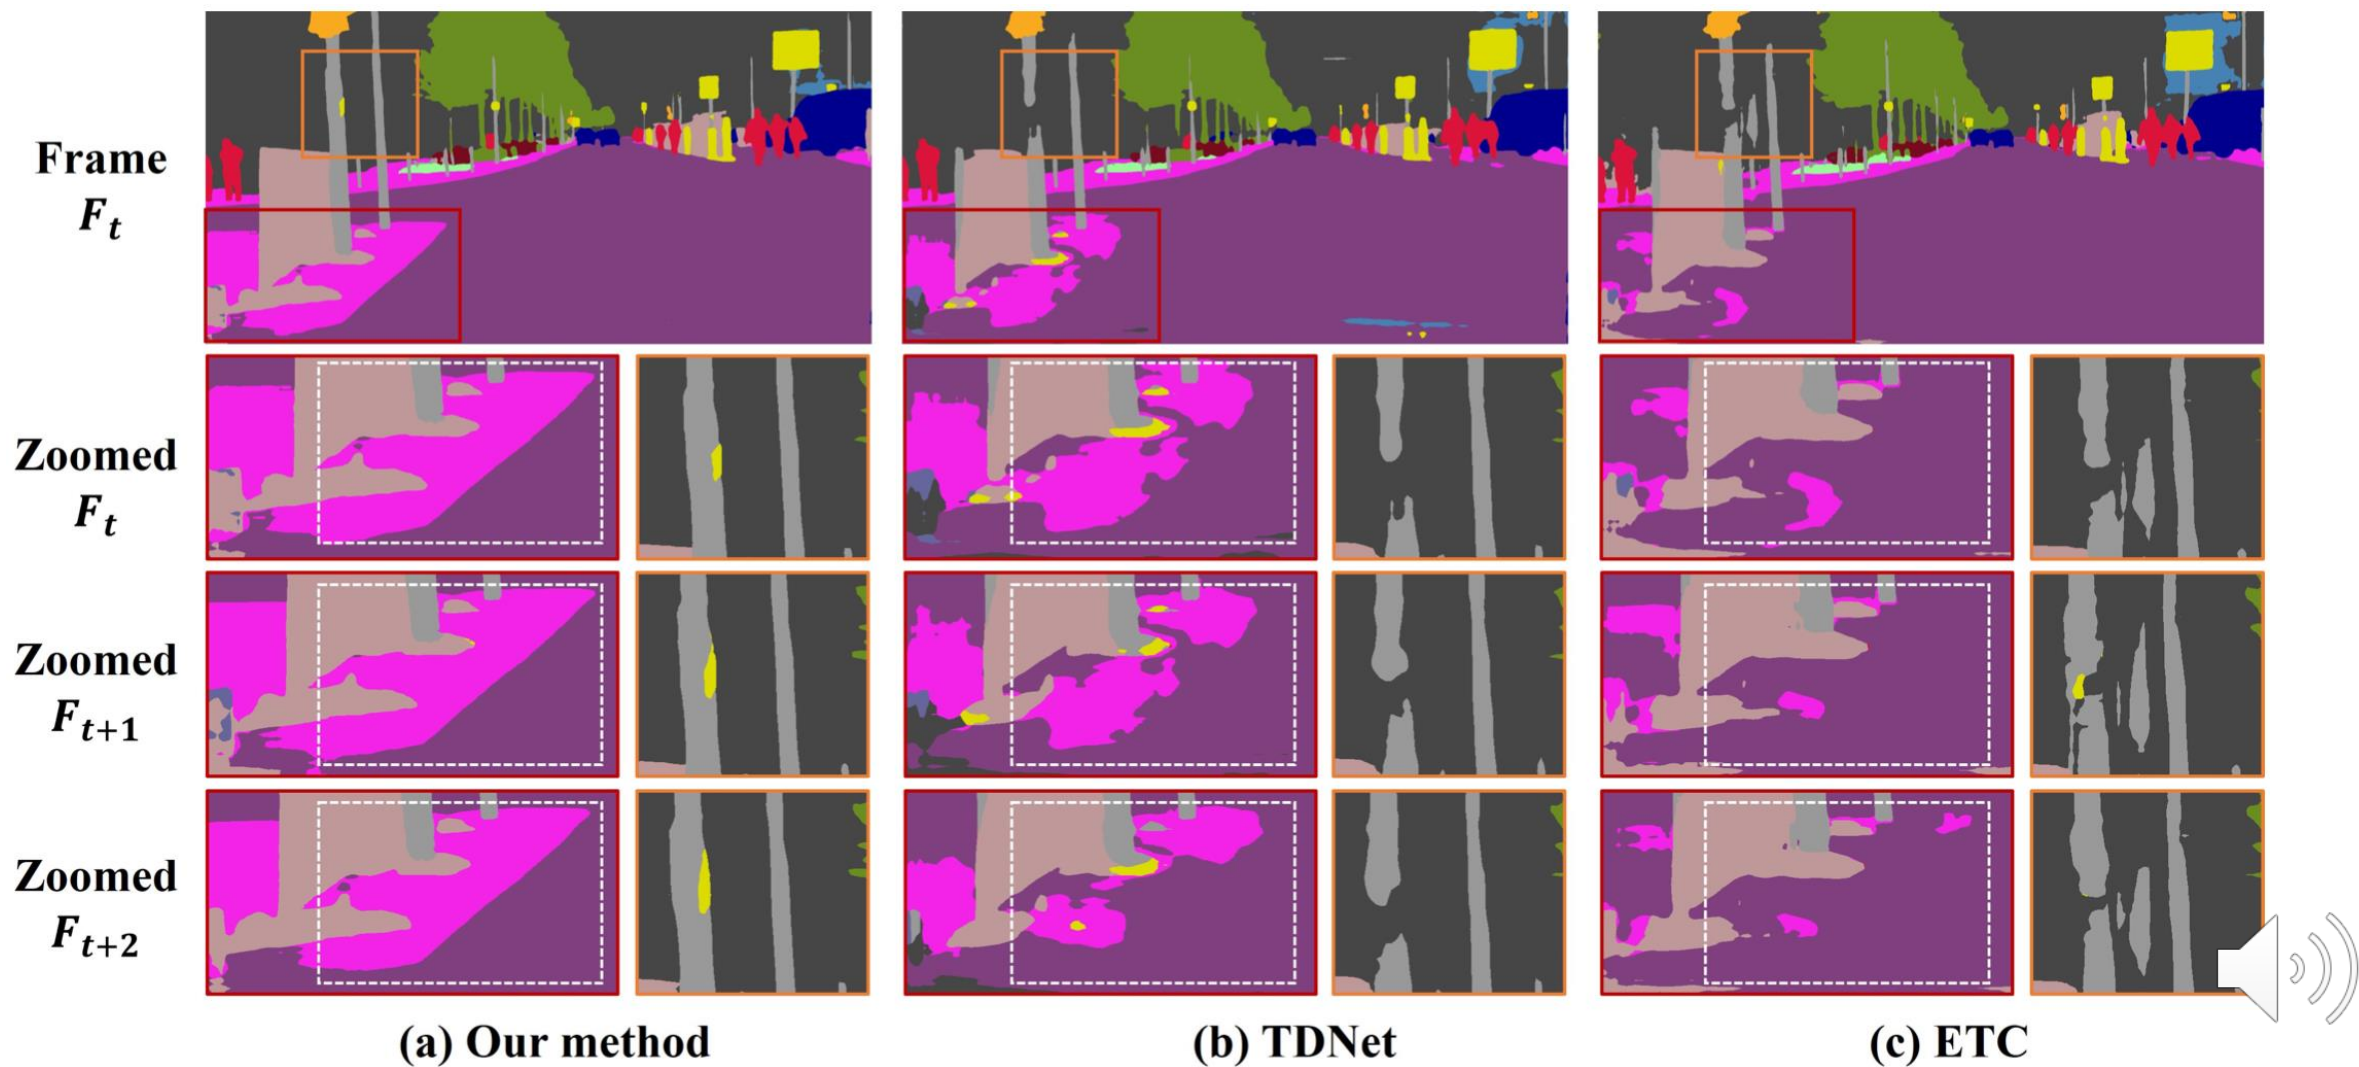 Frame
F_t
Zoomed
F_t
Zoomed
F_{t+1}
Zoomed
F_{t+2}
(a) Our method
(b) TDNet
(c) ETC